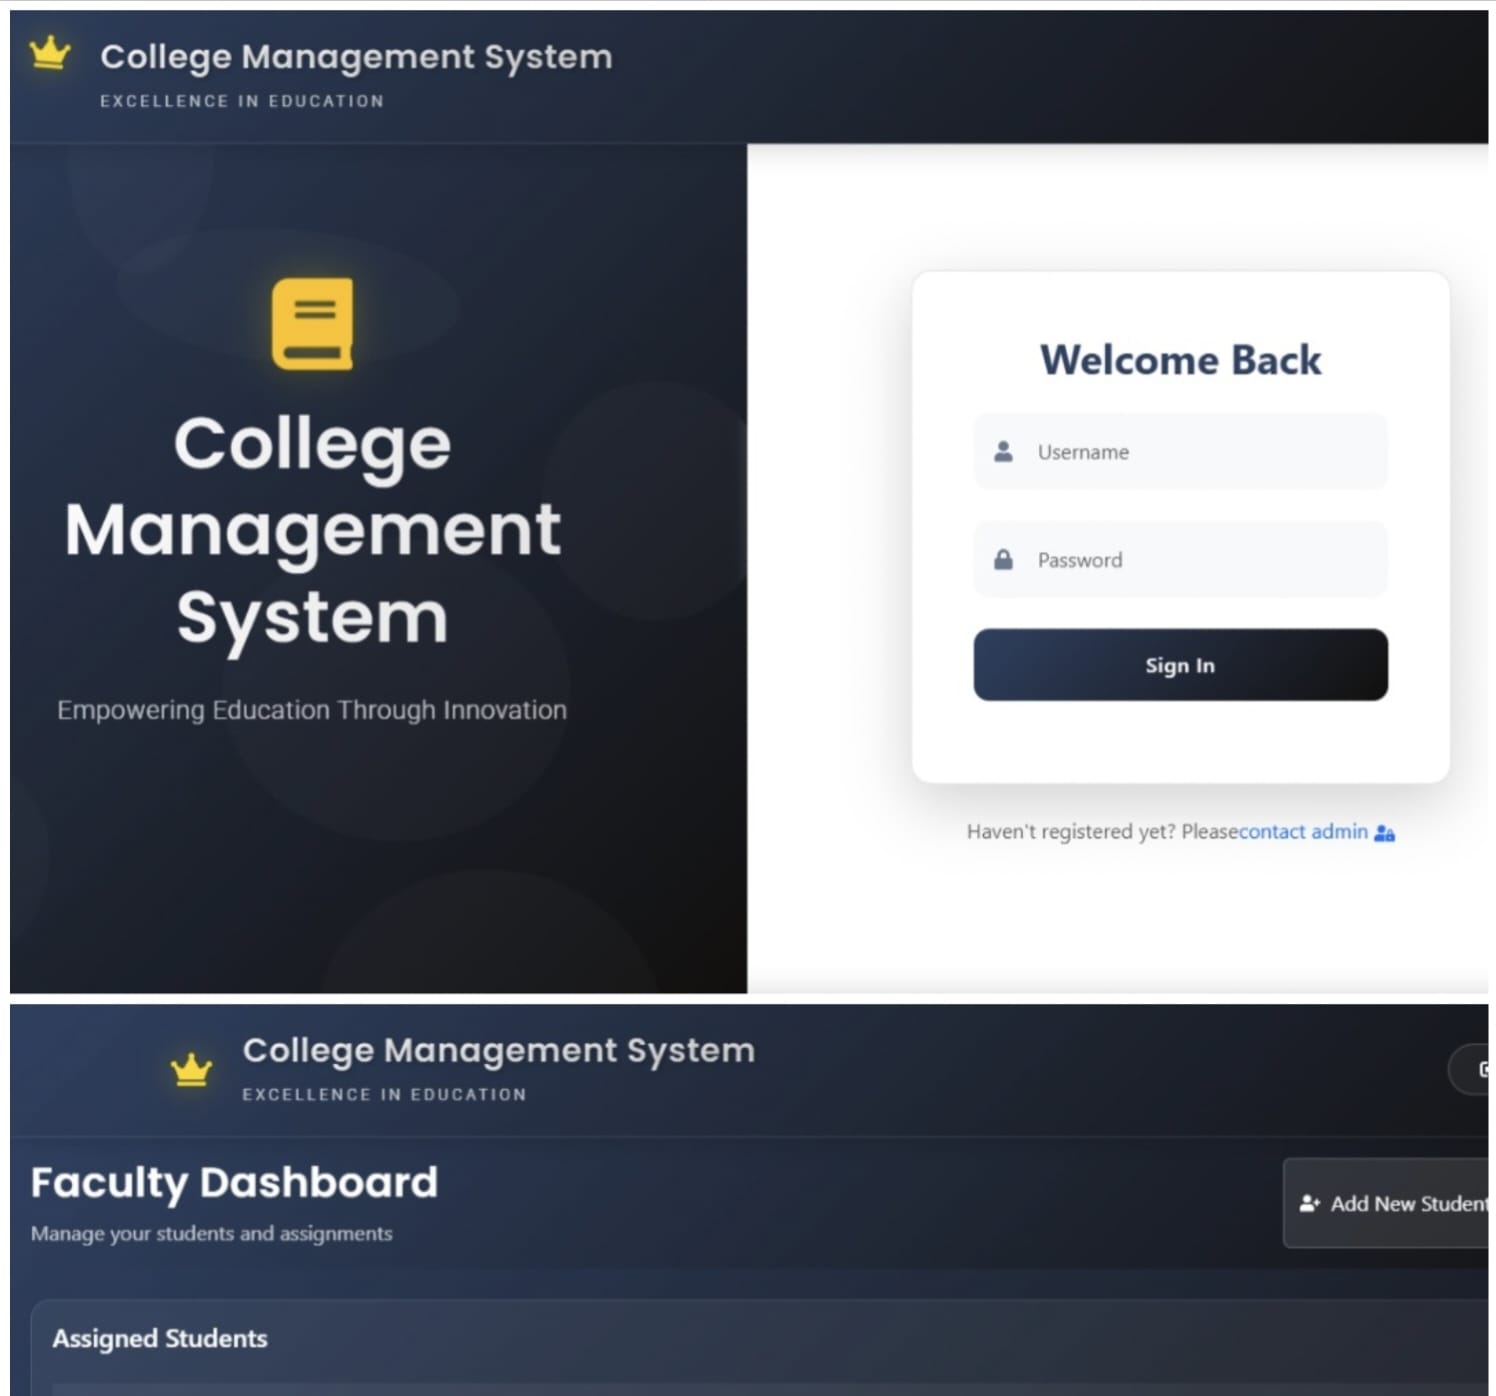 College Management System
EXCELLENCE IN EDUCATION
College
Management
System
Empowering Education Through Innovation
Welcome Back
Username
Password
Sign In
Haven't registered yet? Pleasecontact admin
College Management System
EXCELLENCE IN EDUCATION
Faculty Dashboard
Manage your students and assignments
Add New Student
Assigned Students